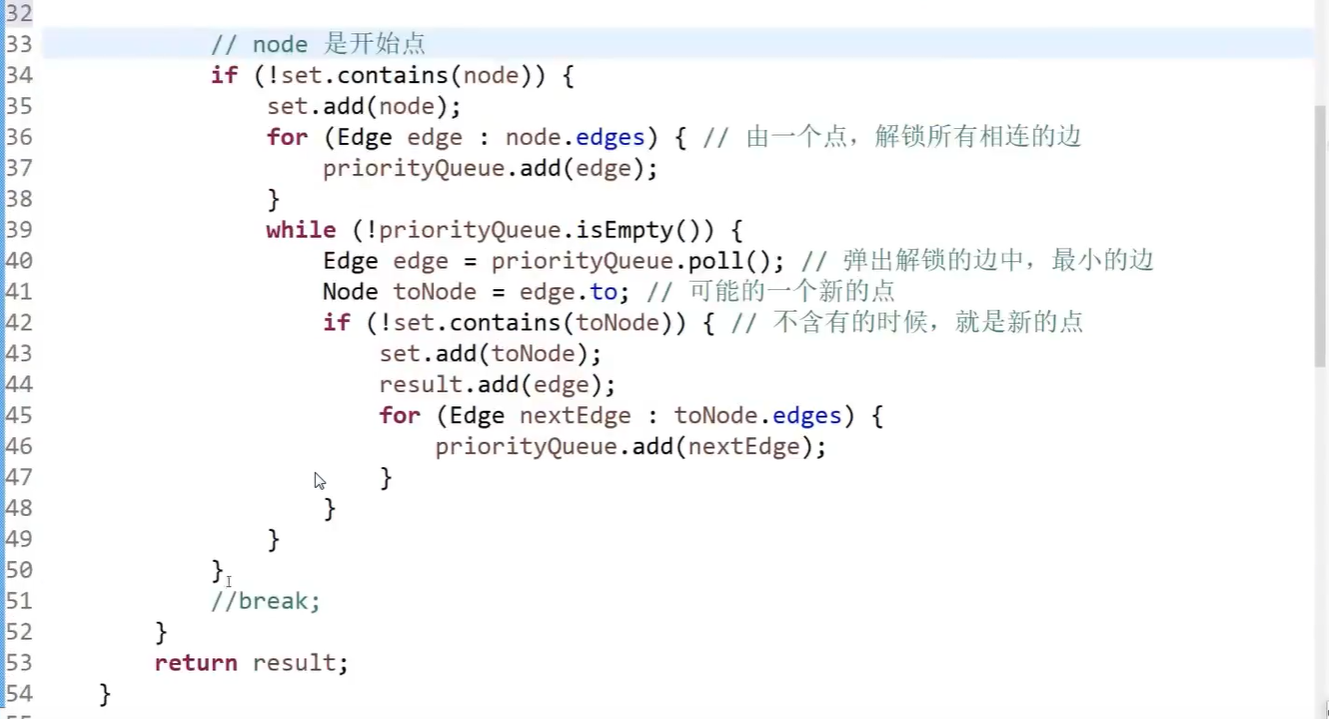 32
33 // node 是开始点
34 if (!set.contains(node)) {
35 set.add(node);
36 for (Edge edge : node.edges) { // 由一个点，解锁所有相连的边
37 priorityQueue.add(edge);
38 }
39 while (!priorityQueue.isEmpty()) {
40 Edge edge = priorityQueue.poll(); // 弹出解锁的边中，最小的边
41 Node toNode = edge.to; // 可能的一个新的点
42 if (!set.contains(toNode)) { // 不含有的时候，就是新的点
43 set.add(toNode);
44 result.add(edge);
45 for (Edge nextEdge : toNode.edges) {
46 priorityQueue.add(nextEdge);
47 }
48 }
49 }
50 }
51 //break;
52 }
53 return result;
54 }